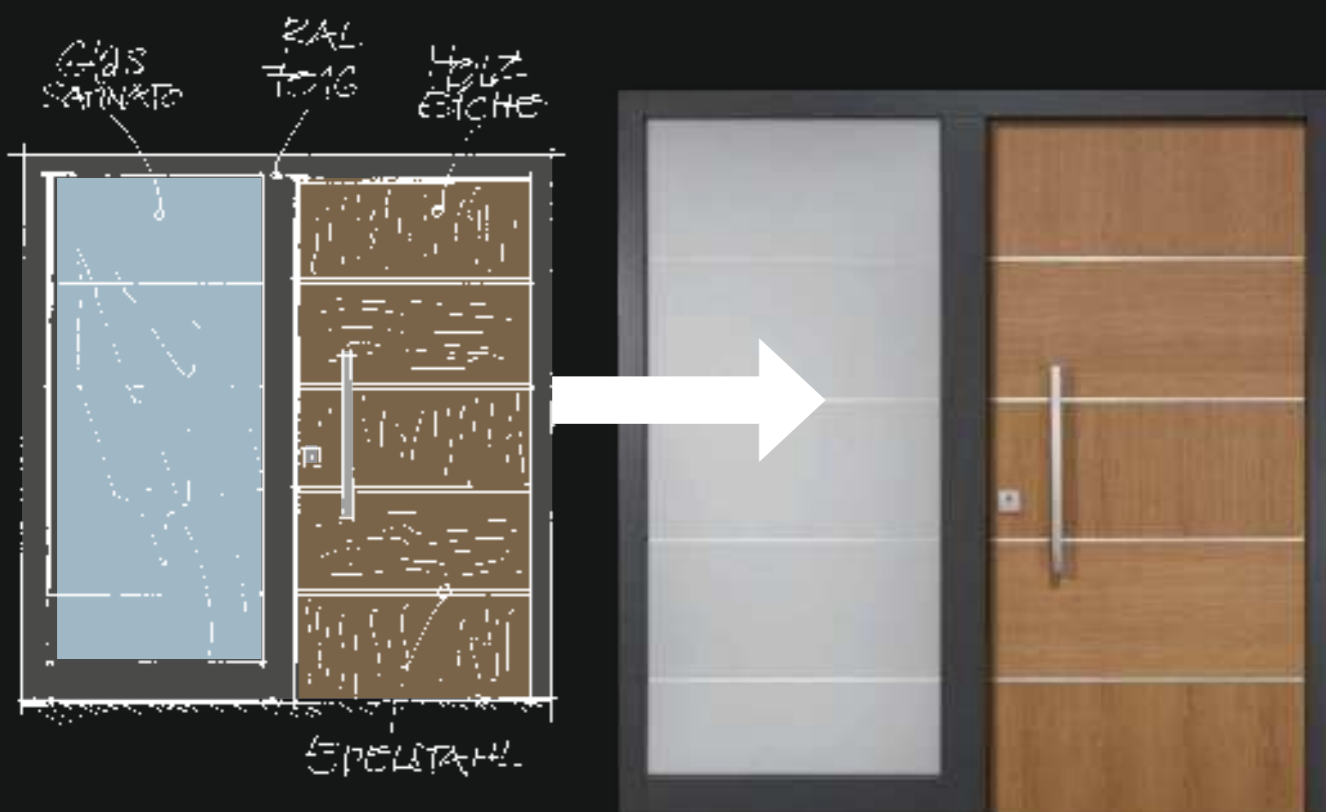 Glas
SATINATO
RAL
7016
HOLZ
EICHE
EDELSTAHL